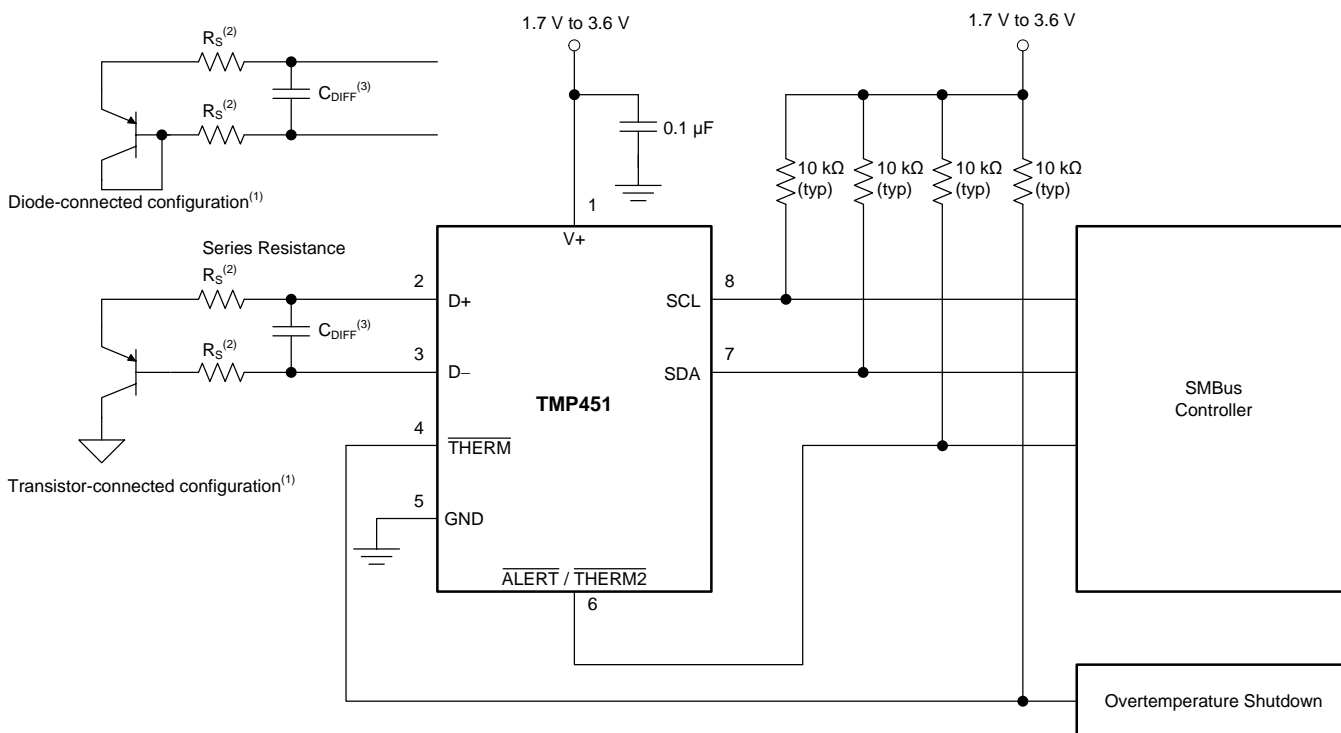 1.7 V to 3.6 V
1.7 V to 3.6 V
RS(2)
CDIFF(3)
RS(2)
0.1 µF
10 kΩ
(typ)
10 kΩ
(typ)
10 kΩ
(typ)
10 kΩ
(typ)
Diode-connected configuration(1)
1
V+
Series Resistance
RS(2)
2
D+
8
SCL
CDIFF(3)
RS(2)
3
D−
7
SDA
TMP451
SMBus
Controller
4
THERM
Transistor-connected configuration(1)
5
GND
ALERT / THERM2
6
Overtemperature Shutdown